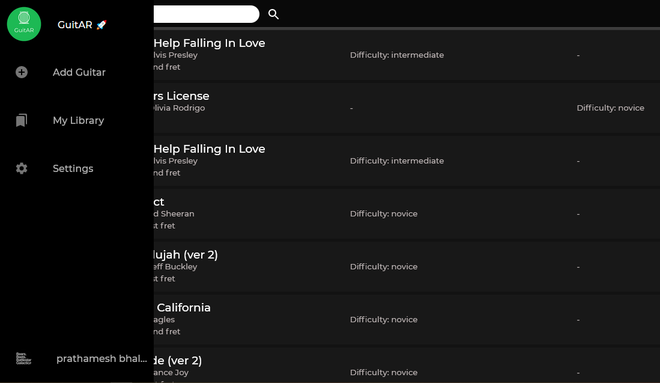 GuitAR
GuitAR 🚀
Add Guitar
My Library
Settings
prathamesh bhal...
Help Falling In Love
lvis Presley
nd fret
Difficulty: intermediate
-
rs License
livia Rodrigo
-
Difficulty: novice
Help Falling In Love
lvis Presley
nd fret
Difficulty: intermediate
-
ct
d Sheeran
st fret
Difficulty: novice
-
lujah (ver 2)
eff Buckley
st fret
Difficulty: novice
-
California
agles
nd fret
Difficulty: novice
-
de (ver 2)
ance Joy
Difficulty: novice
-